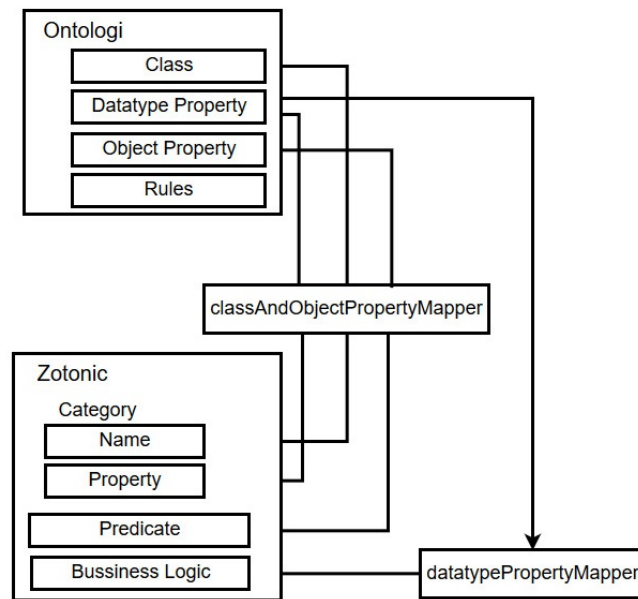 Ontologi
Class
Datatype Property
Object Property
Rules
classAndObjectPropertyMapper
Zotonic
Category
Name
Property
Predicate
Bussiness Logic
datatypePropertyMapper